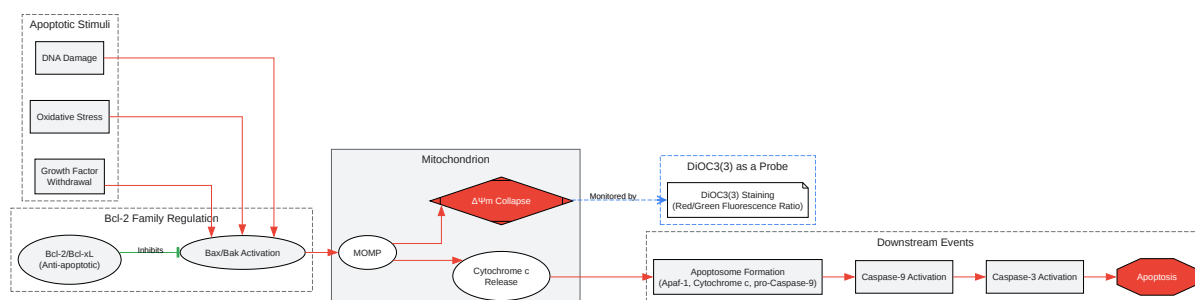 Apoptotic Stimuli
DNA Damage
Oxidative Stress
Growth Factor
Withdrawal
Bcl-2 Family Regulation
Bcl-2/Bcl-xL
(Anti-apoptotic)
Inhibits
Bax/Bak Activation
Mitochondrion
MOMP
ΔΨm Collapse
Cytochrome c
Release
Monitored by
DiOC3(3) as a Probe
DiOC3(3) Staining
(Red/Green Fluorescence Ratio)
Downstream Events
Apoptosome Formation
(Apaf-1, Cytochrome c, pro-Caspase-9)
Caspase-9 Activation
Caspase-3 Activation
Apoptosis